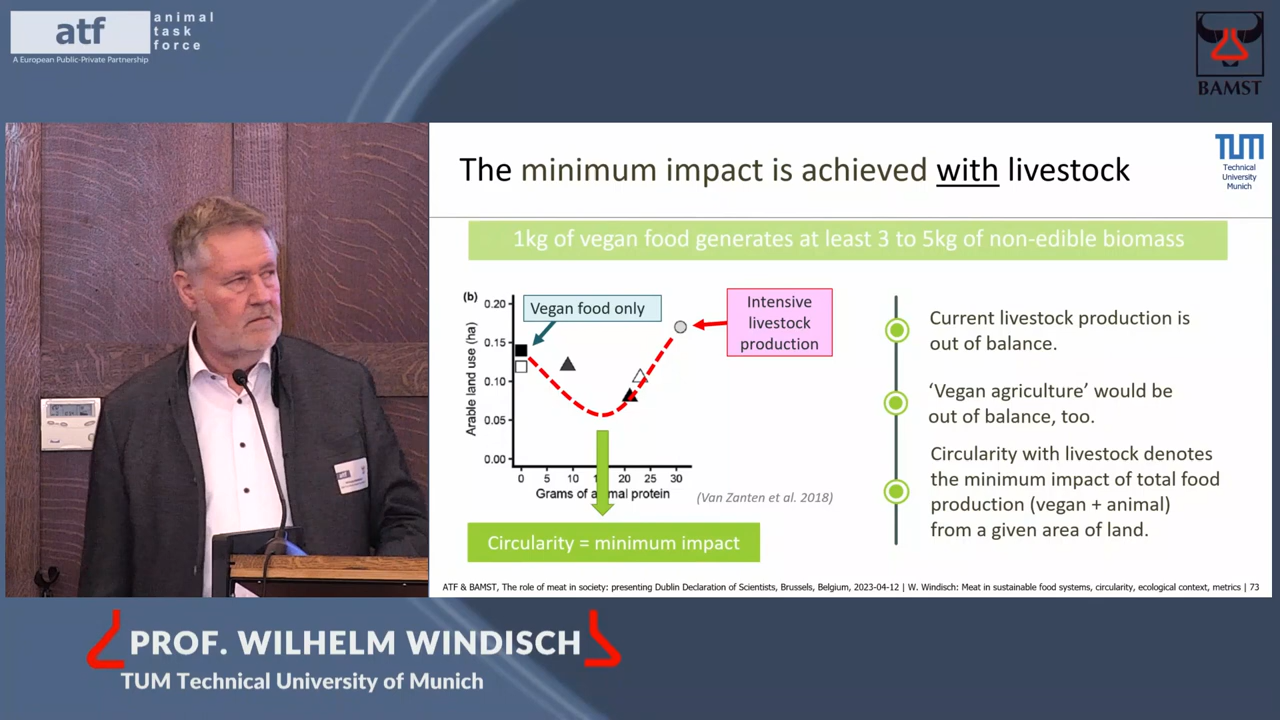 atf
animal
task
force
A European Public-Private Partnership
BAMST
The minimum impact is achieved with livestock
TUM
Technical
University
Munich
1kg of vegan food generates at least 3 to 5kg of non-edible biomass
(b)
Arable land use (ha)
0.20
0.15
0.10
0.05
0.00
0 5 10 20 25 30
Grams of animal protein
Vegan food only
Intensive
livestock
production
(Van Zanten et al. 2018)
Circularity = minimum impact
Current livestock production is
out of balance.
‘Vegan agriculture’ would be
out of balance, too.
Circularity with livestock denotes
the minimum impact of total food
production (vegan + animal)
from a given area of land.
ATF & BAMST, The role of meat in society: presenting Dublin Declaration of Scientists, Brussels, Belgium, 2023-04-12 | W. Windisch: Meat in sustainable food systems, circularity, ecological context, metrics | 73
atf
PROF. WILHELM WINDISCH
TUM Technical University of Munich